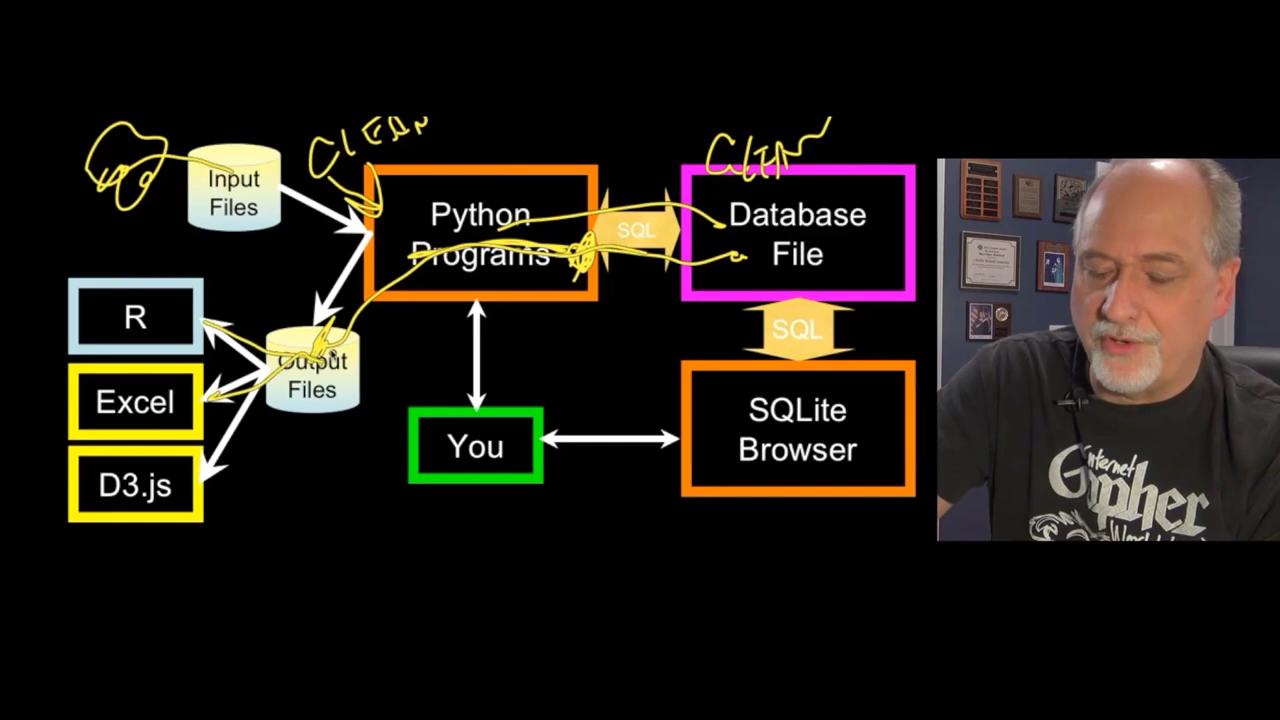 CLEAN
CLEAN
Input
Files
Python
Programs
SQL
Database
File
R
Excel
D3.js
Output
Files
SQL
You
SQLite
Browser
Internet
Gopher